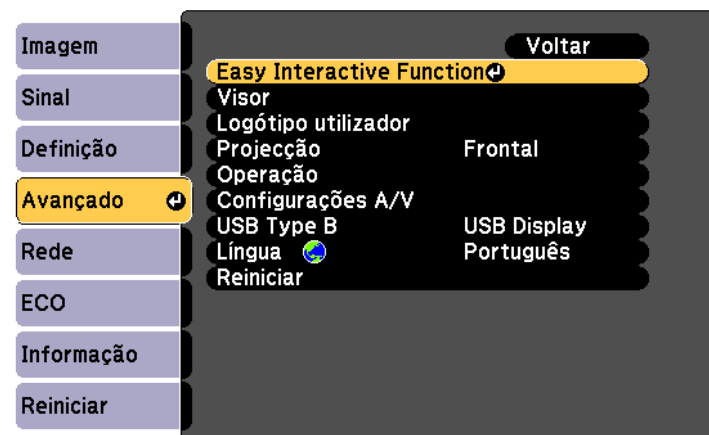 Imagem
Sinal
Definição
Avançado
Rede
ECO
Informação
Reiniciar
Voltar
Easy Interactive Function
Visor
Logótipo utilizador
Projecção Frontal
Operação
Configurações A/V
USB Type B USB Display
Língua Português
Reiniciar